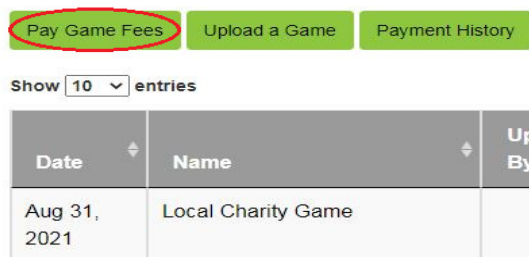 Pay Game Fees Upload a Game Payment History
Show 10 entries
Date Name
Aug 31, Local Charity Game
2021